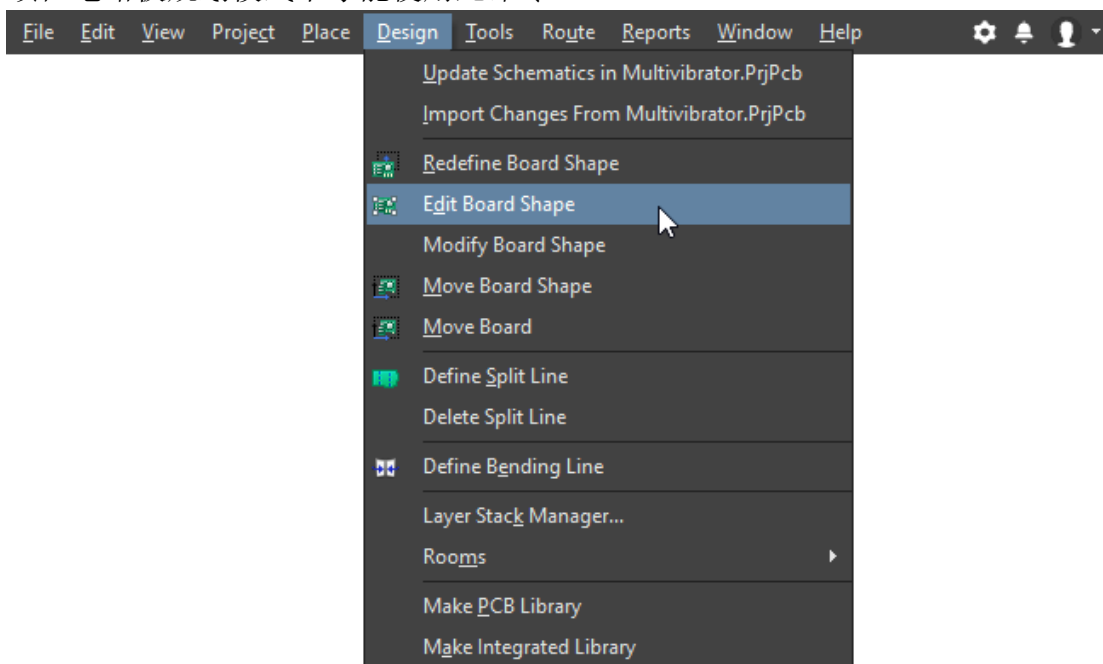 File Edit View Project Place Design Tools Route Reports Window Help
Update Schematics in Multivibrator.PrjPcb
Import Changes From Multivibrator.PrjPcb
Redefine Board Shape
Edit Board Shape
Modify Board Shape
Move Board Shape
Move Board
Define Split Line
Delete Split Line
Define Bending Line
Layer Stack Manager...
Rooms
Make PCB Library
Make Integrated Library